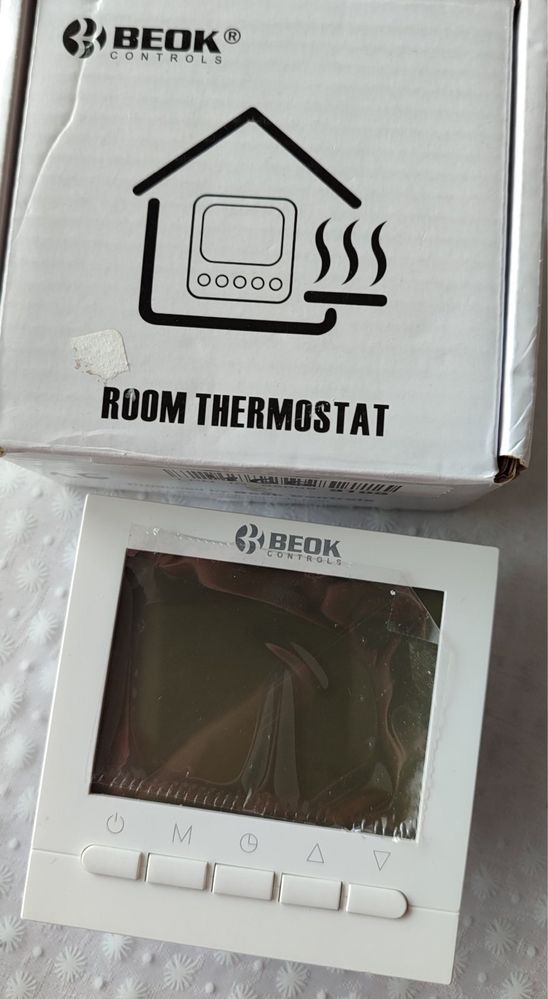 BEOK®
CONTROLS
ROOM THERMOSTAT
BEOK
CONTROLS
M